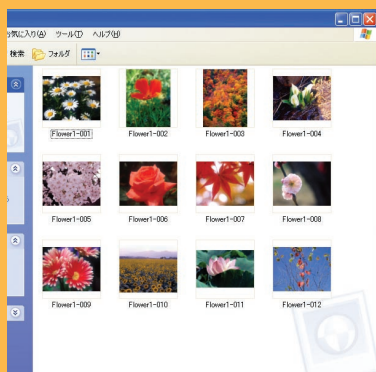 お気に入り(A) ツール(T) ヘルプ(H)
検索 フォルダ
Flower1-001 Flower1-002 Flower1-003 Flower1-004
Flower1-005 Flower1-006 Flower1-007 Flower1-008
Flower1-009 Flower1-010 Flower1-011 Flower1-012